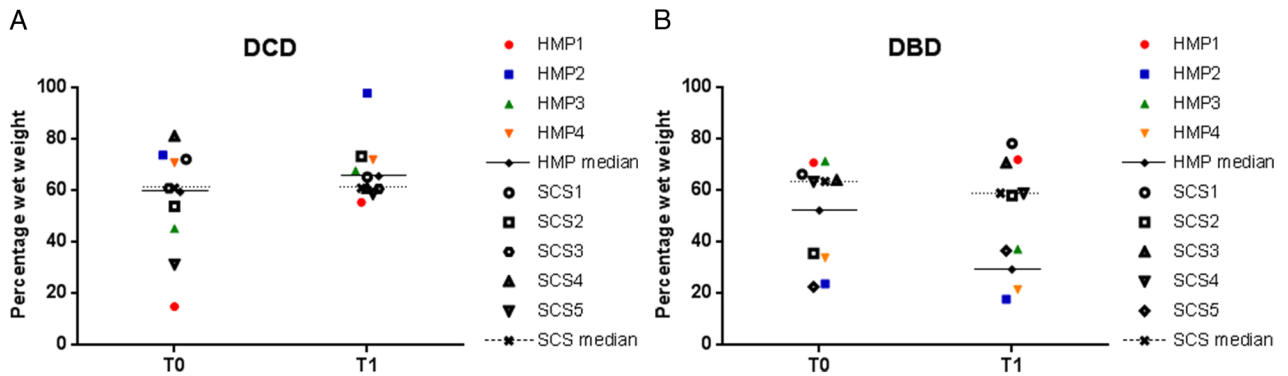 A
DCD
Percentage wet weight
100
80
60
40
20
0
T0
T1
HMP1
HMP2
HMP3
HMP4
HMP median
SCS1
SCS2
SCS3
SCS4
SCS5
SCS median
B
DBD
Percentage wet weight
100
80
60
40
20
0
T0
T1
HMP1
HMP2
HMP3
HMP4
HMP median
SCS1
SCS2
SCS3
SCS4
SCS5
SCS median